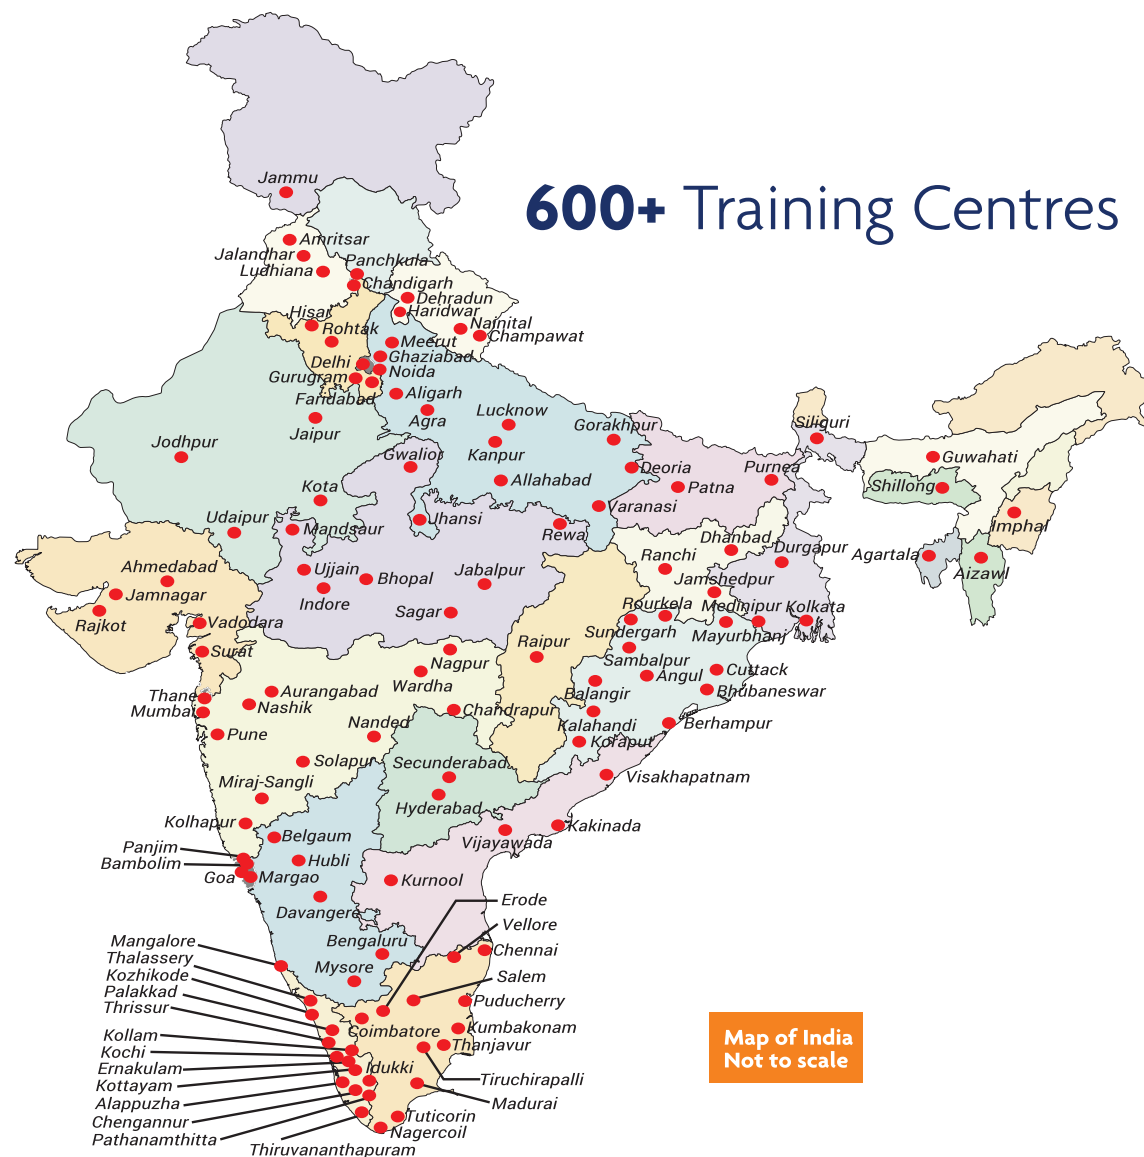 Jammu
600+ Training Centres
Amritsar
Jalandhar
Ludhiana
Panchkula
Chandigarh
Dehradun
Haridwar
Hisar
Rohtak
Nainital
Champawat
Meerut
Ghaziabad
Delhi
Noida
Gurugram
Faridabad
Aligarh
Agra
Lucknow
Gorakhpur
Siliguri
Jaipur
Jodhpur
Kanpur
Gwalior
Deoria
Purnea
Guwahati
Allahabad
Patna
Shillong
Kota
Varanasi
Udaipur
Mandsaur
Jhansi
Rewa
Imphal
Dhanbad
Durgapur
Ranchi
Agartala
Aizawl
Ahmedabad
Ujjain
Bhopal
Jabalpur
Jamshedpur
Jamnagar
Indore
Rajkot
Sagar
Rourkela
Medinipur
Kolkata
Vadodara
Sundergarh
Mayurbhanj
Surat
Raipur
Nagpur
Sambalpur
Cuttack
Wardha
Angul
Balangir
Bhubaneswar
Thane
Aurangabad
Mumbai
Nashik
Chandrapur
Nanded
Kalahandi
Berhampur
Pune
Koraput
Solapur
Secunderabad
Visakhapatnam
Miraj-Sangli
Hyderabad
Kolhapur
Belgaum
Kakinada
Vijayawada
Panjim
Bambolim
Hubli
Goa
Margao
Kurnool
Davangere
Erode
Vellore
Mangalore
Bengaluru
Chennai
Thalassery
Mysore
Kozhikode
Salem
Palakkad
Thrissur
Puducherry
Coimbatore
Kumbakonam
Kollam
Thanjavur
Kochi
Ernakulam
Idukki
Kottayam
Tiruchirapalli
Alappuzha
Madurai
Chengannur
Tuticorin
Pathanamthitta
Nagercoil
Thiruvananthapuram
Map of India
Not to scale